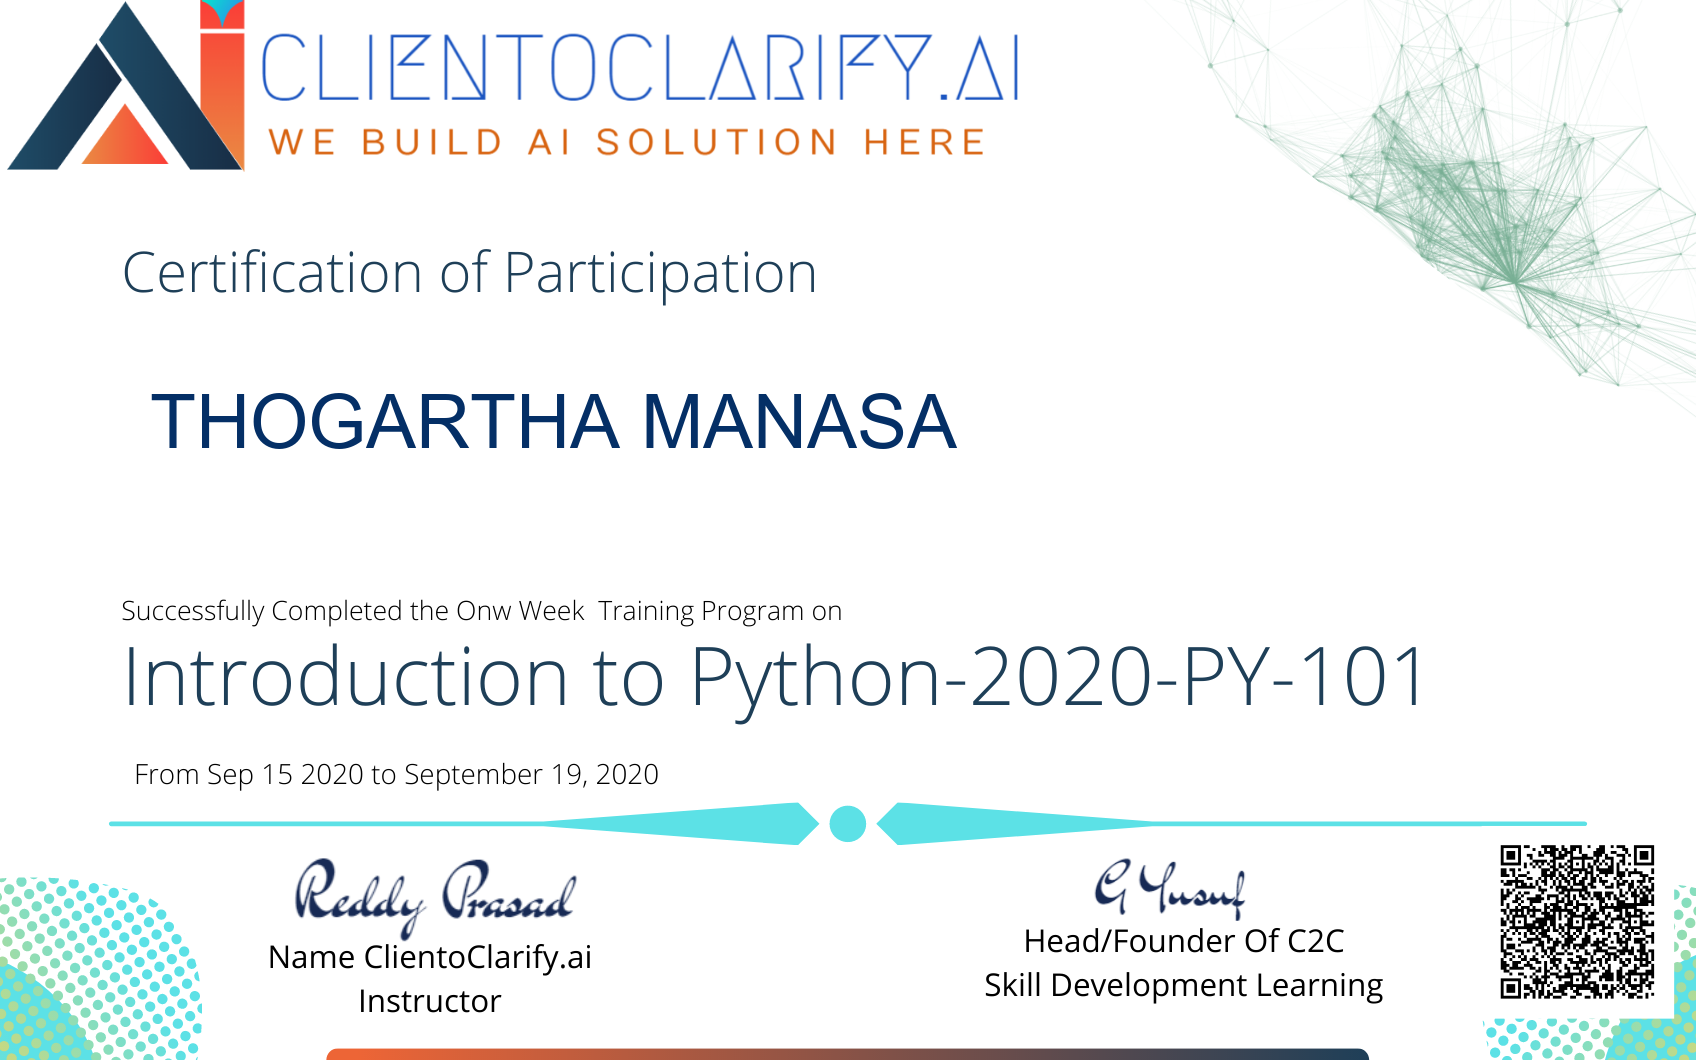 CLIENTOCLARIFY.AI
WE BUILD AI SOLUTION HERE
Certification of Participation
THOGARTHA MANASA
Successfully Completed the Onw Week  Training Program on
Introduction to Python-2020-PY-101
From Sep 15 2020 to September 19, 2020
Reddy Prasad
Name ClientoClarify.ai
Instructor
G Yusuf
Head/Founder Of C2C
Skill Development Learning